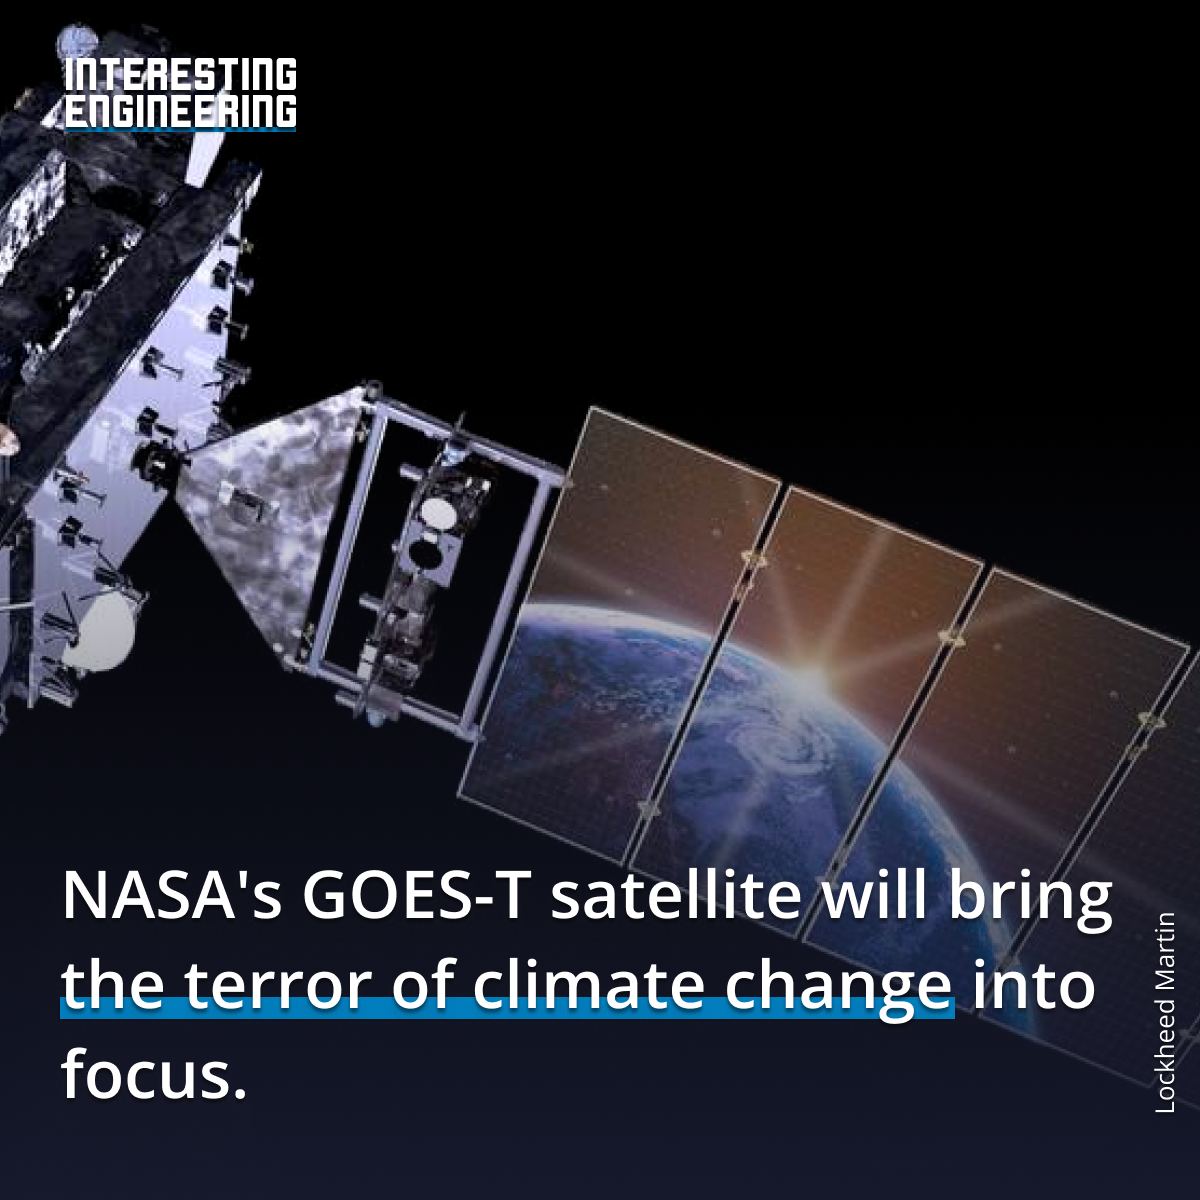 INTERESTING
ENGINEERING
NASA's GOES-T satellite will bring
the terror of climate change into
focus.
Lockheed Martin